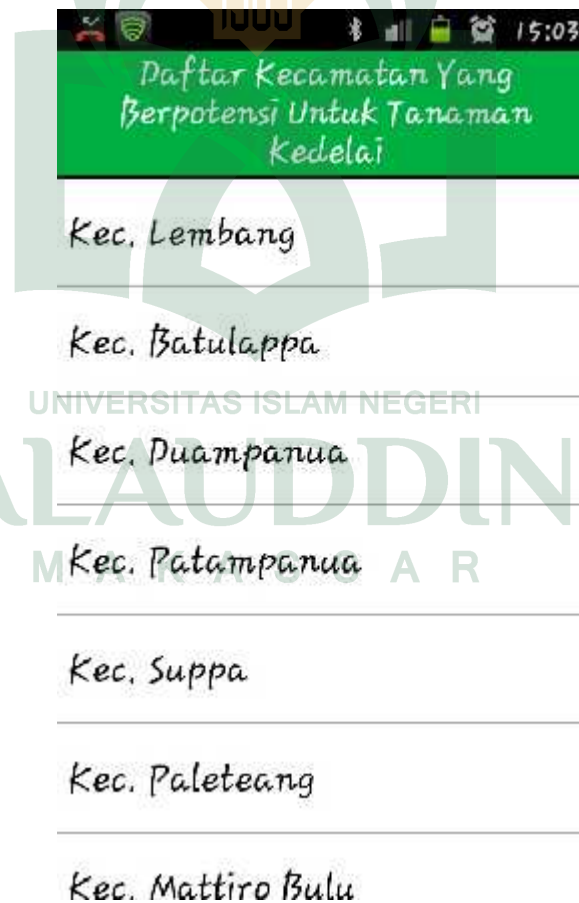 15:03
Daftar Kecamatan Yang
Berpotensi Untuk Tanaman
Kedelai
Kec. Lembang
Kec. Batulappa
UNIVERSITAS ISLAM NEGERI
Kec. Duampanua
ALAUDDIN
Kec. Patampanua
MAKASSAR
Kec. Suppa
Kec. Paleteang
Kec. Mattiro Bulu